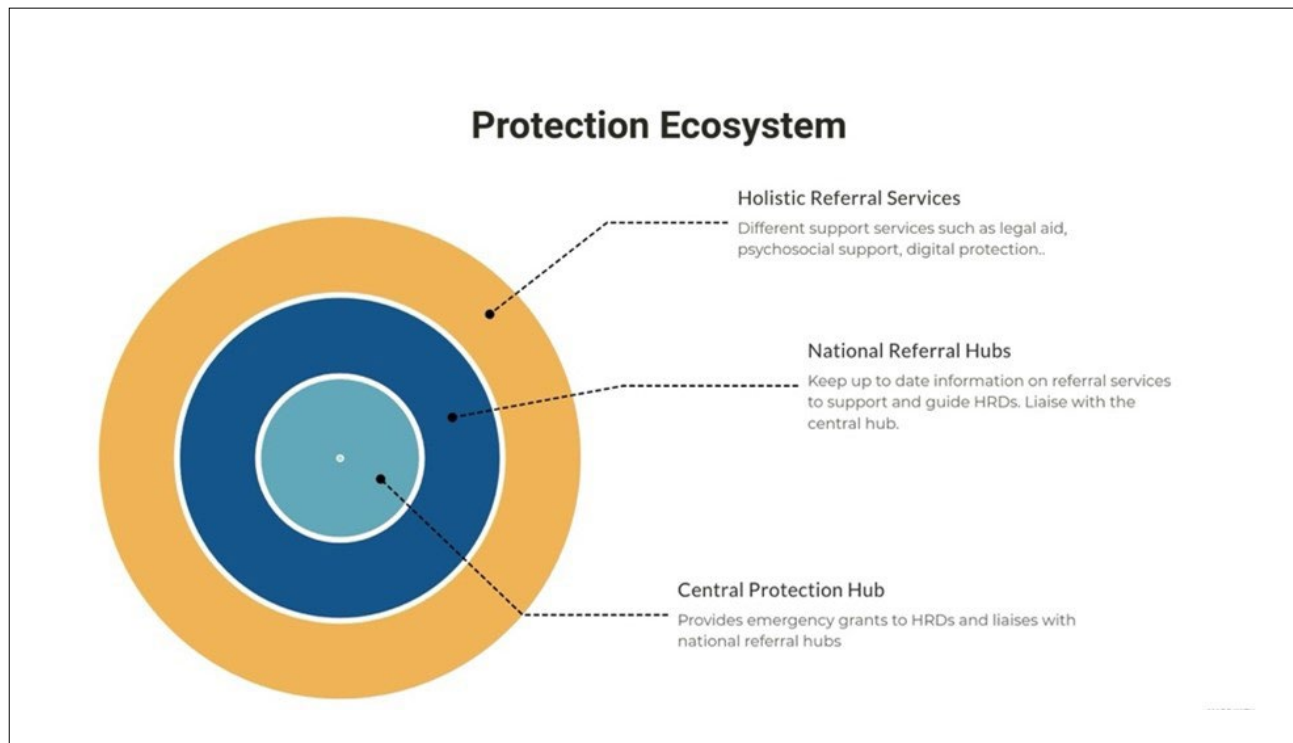 Protection Ecosystem
Holistic Referral Services
Different support services such as legal aid,
psychosocial support, digital protection..
National Referral Hubs
Keep up to date information on referral services
to support and guide HRDs. Liaise with the
central hub.
Central Protection Hub
Provides emergency grants to HRDs and liaises with
national referral hubs